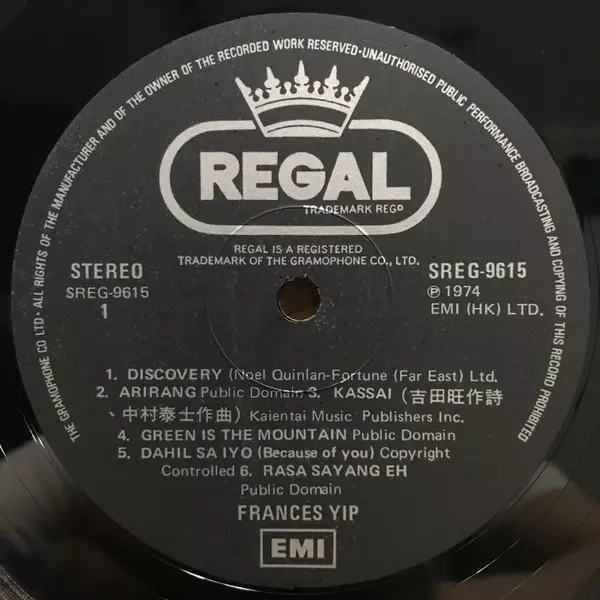 THE GRAMOPHONE CO LTD · ALL RIGHTS OF THE MANUFACTURER AND OF THE OWNER OF THE RECORDED WORK RESERVED · UNAUTHORISED PUBLIC PERFORMANCE BROADCASTING AND COPYING OF THIS RECORD PROHIBITED
REGAL
TRADEMARK REGD
REGAL IS A REGISTERED
TRADEMARK OF THE GRAMOPHONE CO., LTD.
STEREO
SREG-9615
1
SREG-9615
Ⓟ 1974
EMI (HK) LTD.
1. DISCOVERY (Noel Quinlan-Fortune (Far East) Ltd.
2. ARIRANG Public Domain 3. KASSAI (吉田旺作詩
、中村泰士作曲) Kaientai Music Publishers Inc.
4. GREEN IS THE MOUNTAIN Public Domain
5. DAHIL SA IYO (Because of you) Copyright
Controlled 6. RASA SAYANG EH
Public Domain
FRANCES YIP
EMI